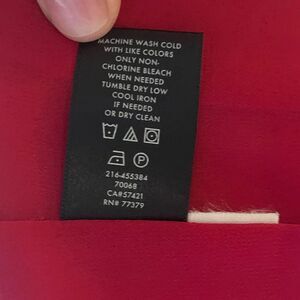 MACHINE WASH COLD
WITH LIKE COLORS
ONLY NON-
CHLORINE BLEACH
WHEN NEEDED
TUMBLE DRY LOW
COOL IRON
IF NEEDED
OR DRY CLEAN
P
216-455384
70068
CA#57421
RN# 77379